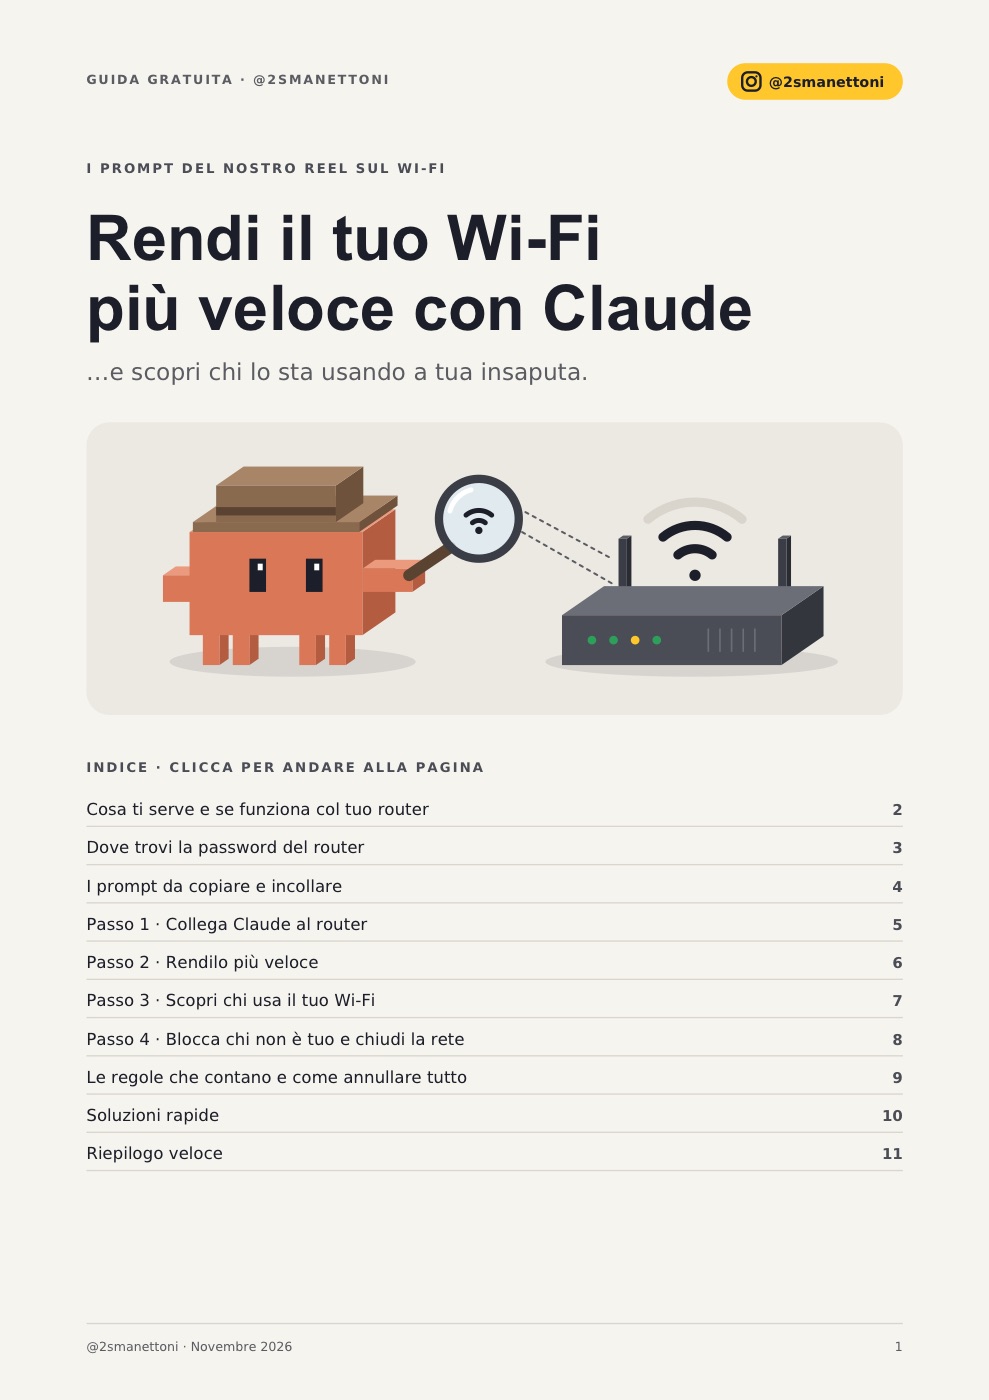 GUIDA GRATUITA · @2SMANETTONI
@2smanettoni
I PROMPT DEL NOSTRO REEL SUL WI-FI
Rendi il tuo Wi-Fi
più veloce con Claude
…e scopri chi lo sta usando a tua insaputa.
INDICE · CLICCA PER ANDARE ALLA PAGINA
Cosa ti serve e se funziona col tuo router 2
Dove trovi la password del router 3
I prompt da copiare e incollare 4
Passo 1 · Collega Claude al router 5
Passo 2 · Rendilo più veloce 6
Passo 3 · Scopri chi usa il tuo Wi-Fi 7
Passo 4 · Blocca chi non è tuo e chiudi la rete 8
Le regole che contano e come annullare tutto 9
Soluzioni rapide 10
Riepilogo veloce 11
@2smanettoni · Novembre 2026 1